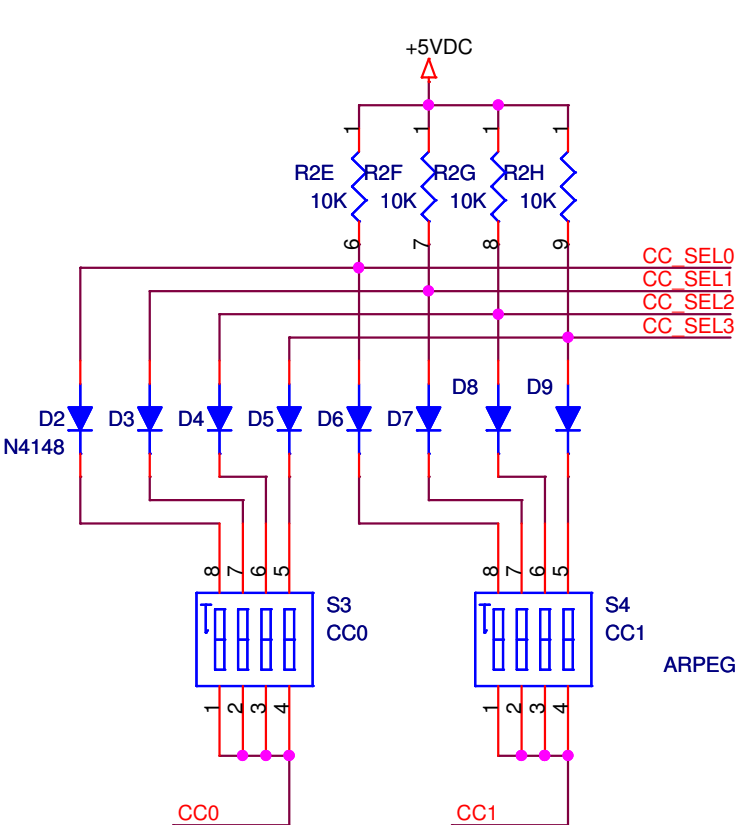 +5VDC
1 1 1 1
R2E R2F R2G R2H
10K 10K 10K 10K
6 7 8 9
CC_SEL0
CC_SEL1
CC_SEL2
CC_SEL3
D8 D9
D2 D3 D4 D5 D6 D7
N4148
8 7 6 5 8 7 6 5
S3 S4
CC0 CC1
ARPEG
1 2 3 4 1 2 3 4
CC0 CC1